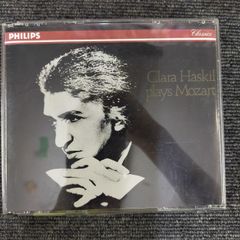 PHILIPS
Classics
Clara Haskil
plays Mozart